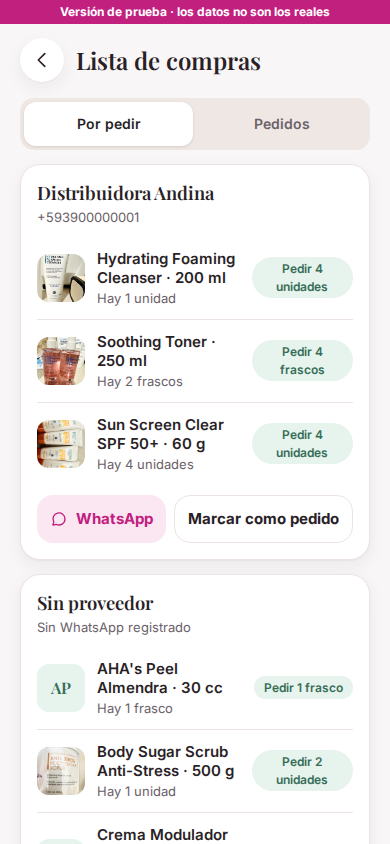 Versión de prueba · los datos no son los reales
Lista de compras
Por pedir
Pedidos
Distribuidora Andina
+593900000001
Hydrating Foaming
Cleanser · 200 ml
Hay 1 unidad
Pedir 4
unidades
Soothing Toner ·
250 ml
Hay 2 frascos
Pedir 4
frascos
Sun Screen Clear
SPF 50+ · 60 g
Hay 4 unidades
Pedir 4
unidades
WhatsApp
Marcar como pedido
Sin proveedor
Sin WhatsApp registrado
AP
AHA's Peel
Almendra · 30 cc
Hay 1 frasco
Pedir 1 frasco
Body Sugar Scrub
Anti-Stress · 500 g
Hay 1 unidad
Pedir 2
unidades
Crema Modulador